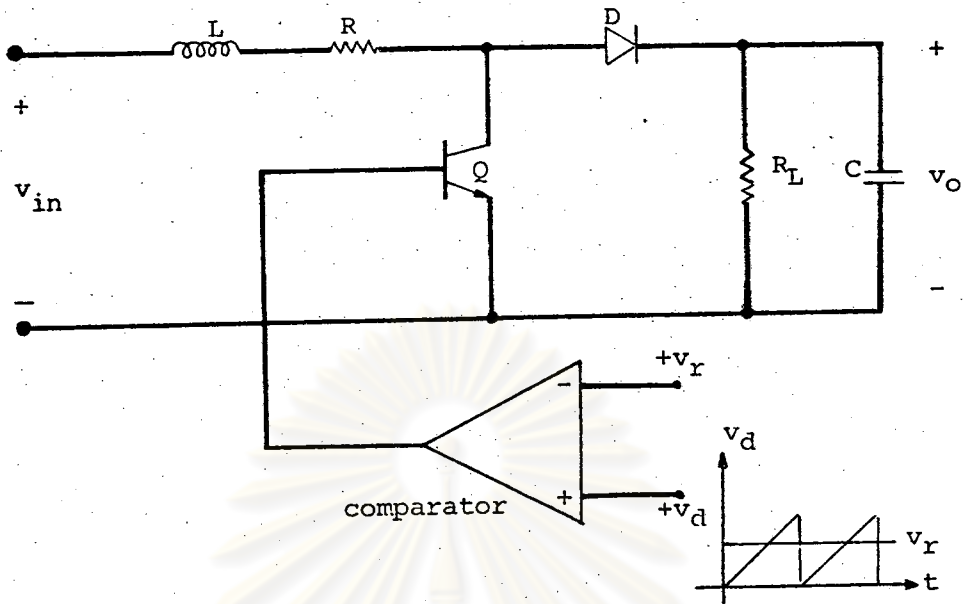 L
R
D
+
+
v_in
Q
R_L
C
v_o
−
-
+v_r
-
+
+v_d
comparator
v_d
v_r
t